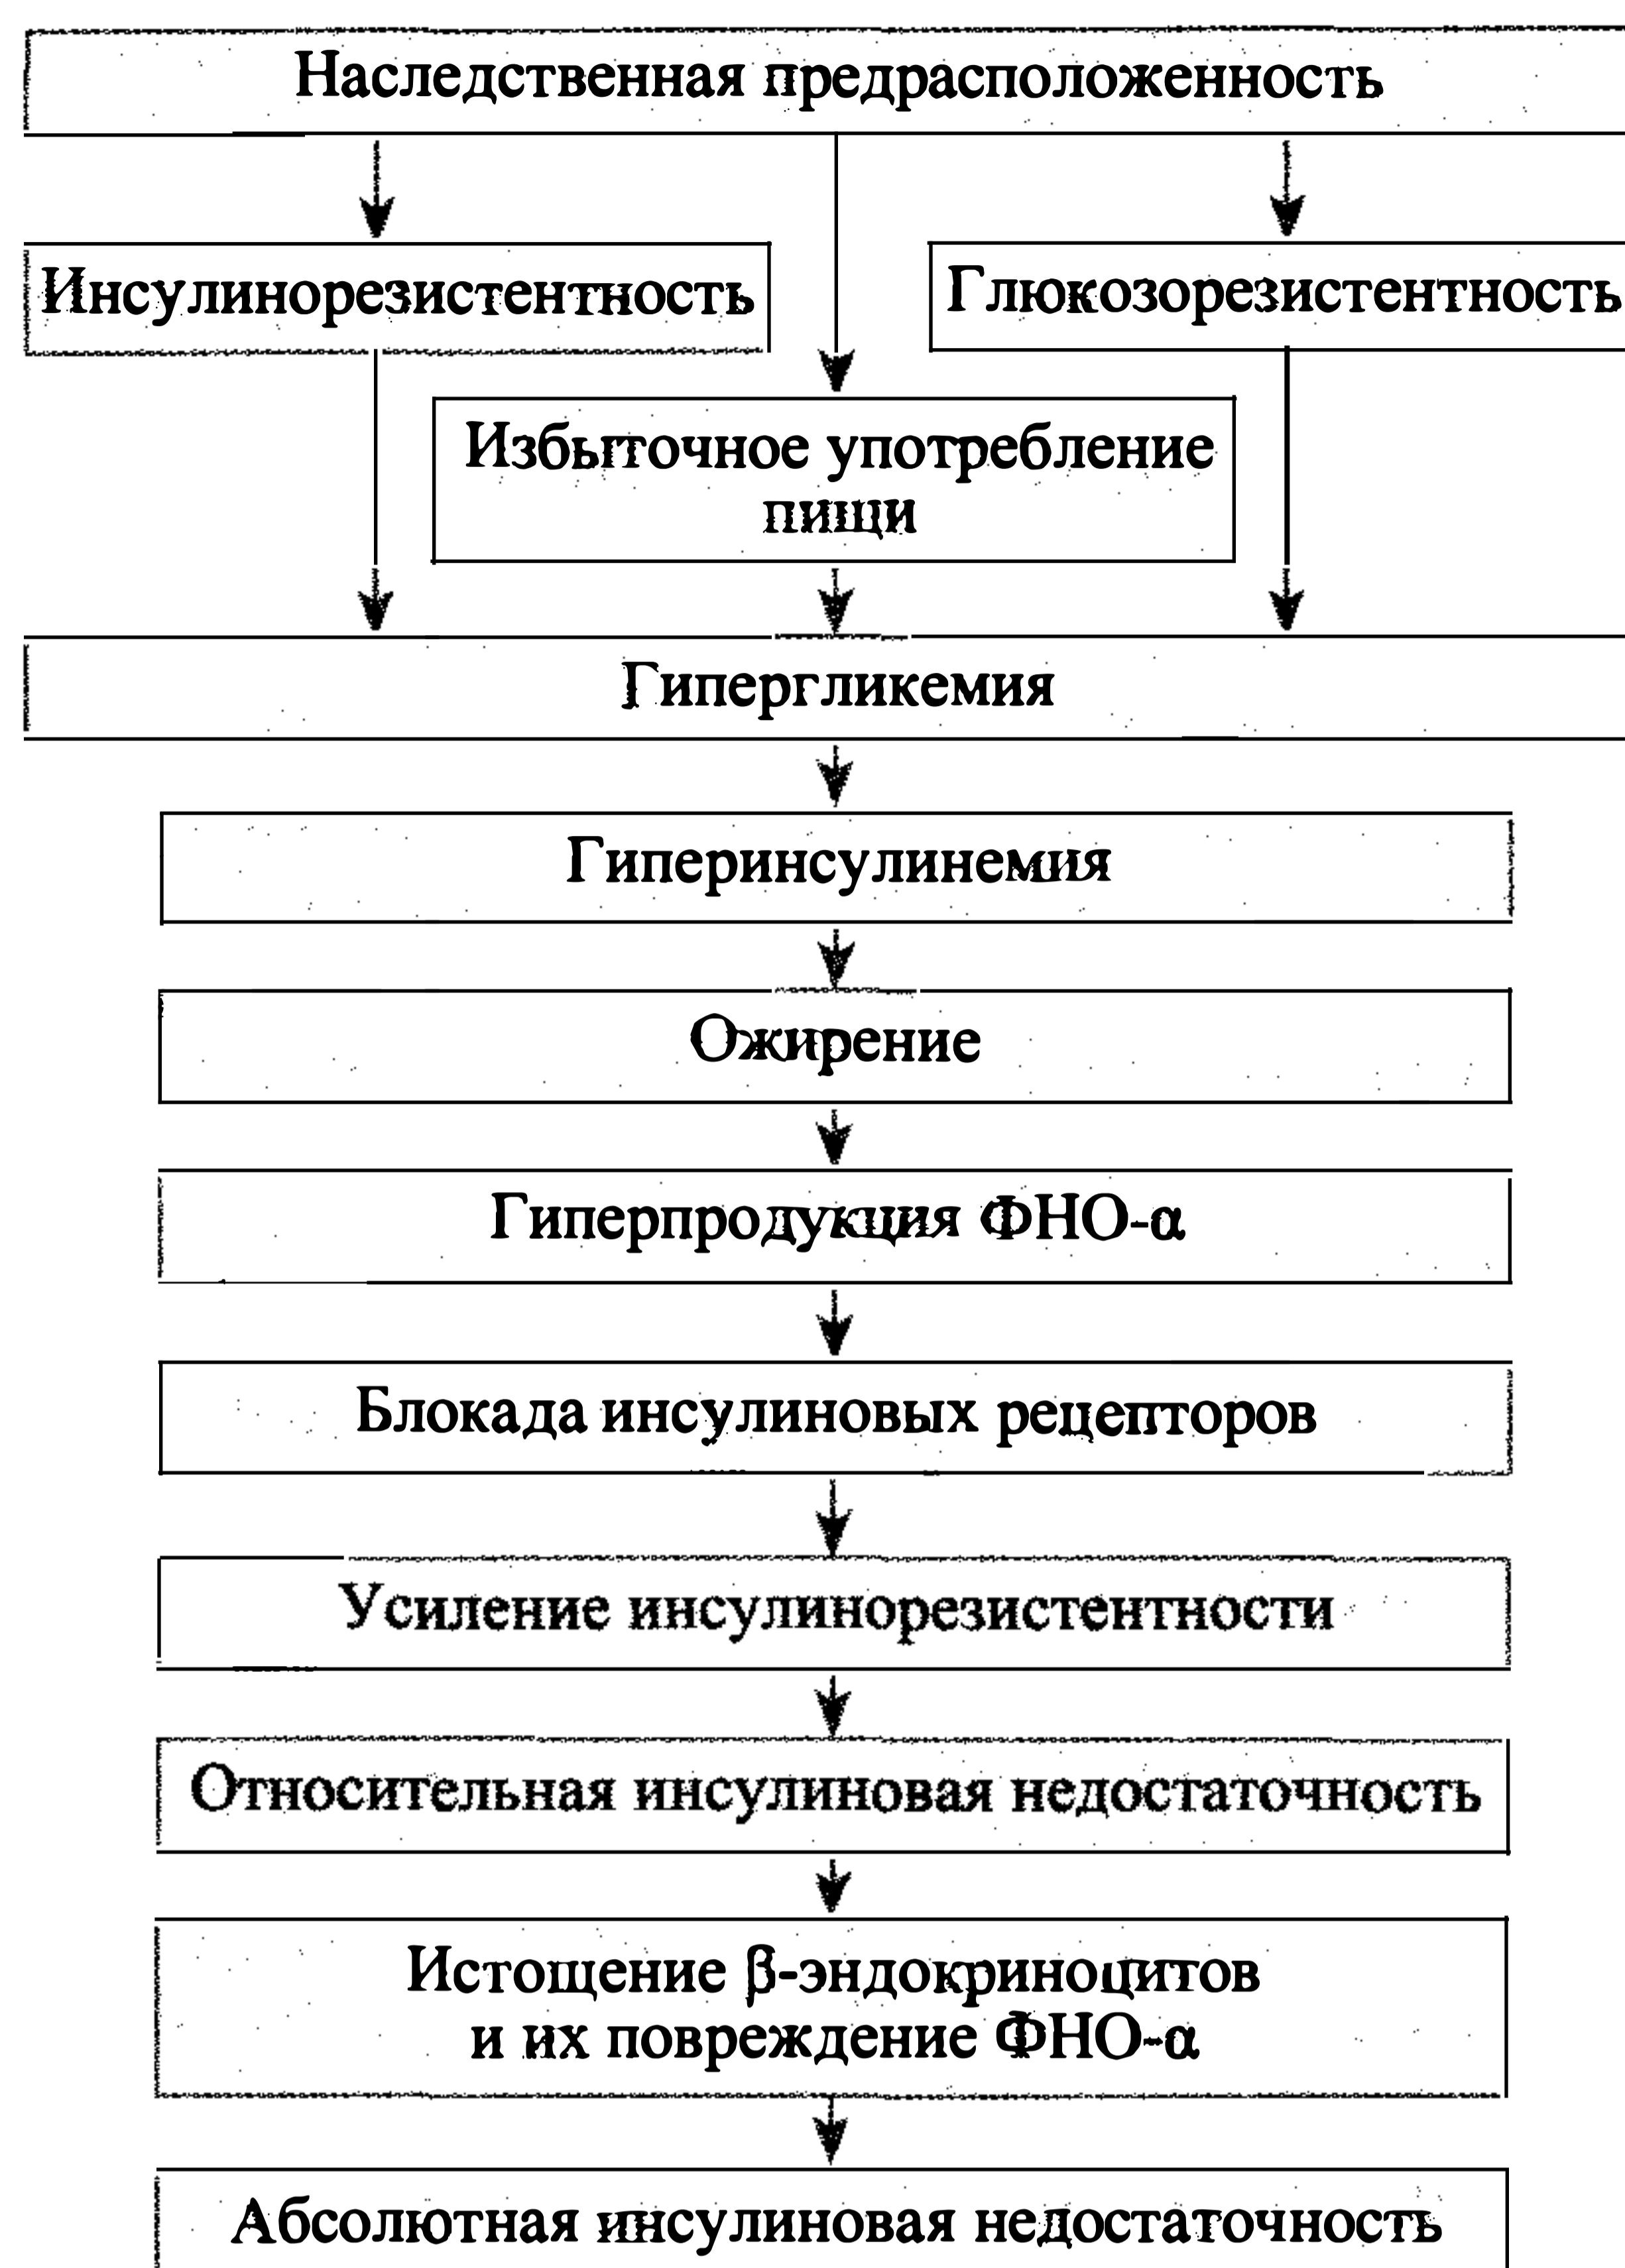 Наследственная предрасположенность
Инсулинорезистентность
Глюкозорезистентность
Избыточное употребление
пищи
Гипергликемия
Гиперинсулинемия
Ожирение
Гиперпродукция ФНО-α
Блокада инсулиновых рецепторов
Усиление инсулинорезистентности
Относительная инсулиновая недостаточность
Истощение β-эндокриноцитов
и их повреждение ФНО-α
Абсолютная инсулиновая недостаточность